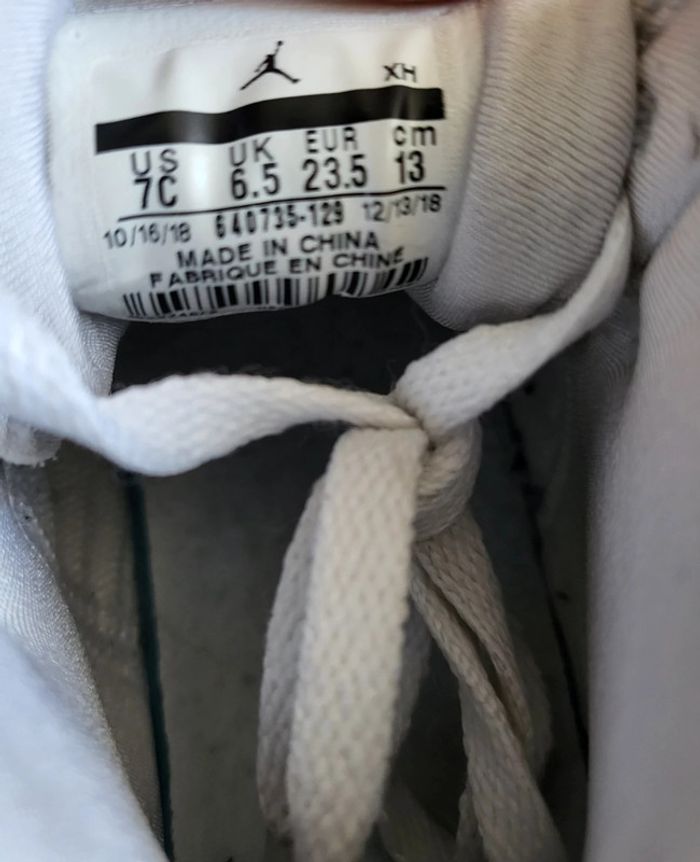 XH
US UK EUR cm
7C 6.5 23.5 13
10/16/18 640735-129 12/13/18
MADE IN CHINA
FABRIQUE EN CHINE